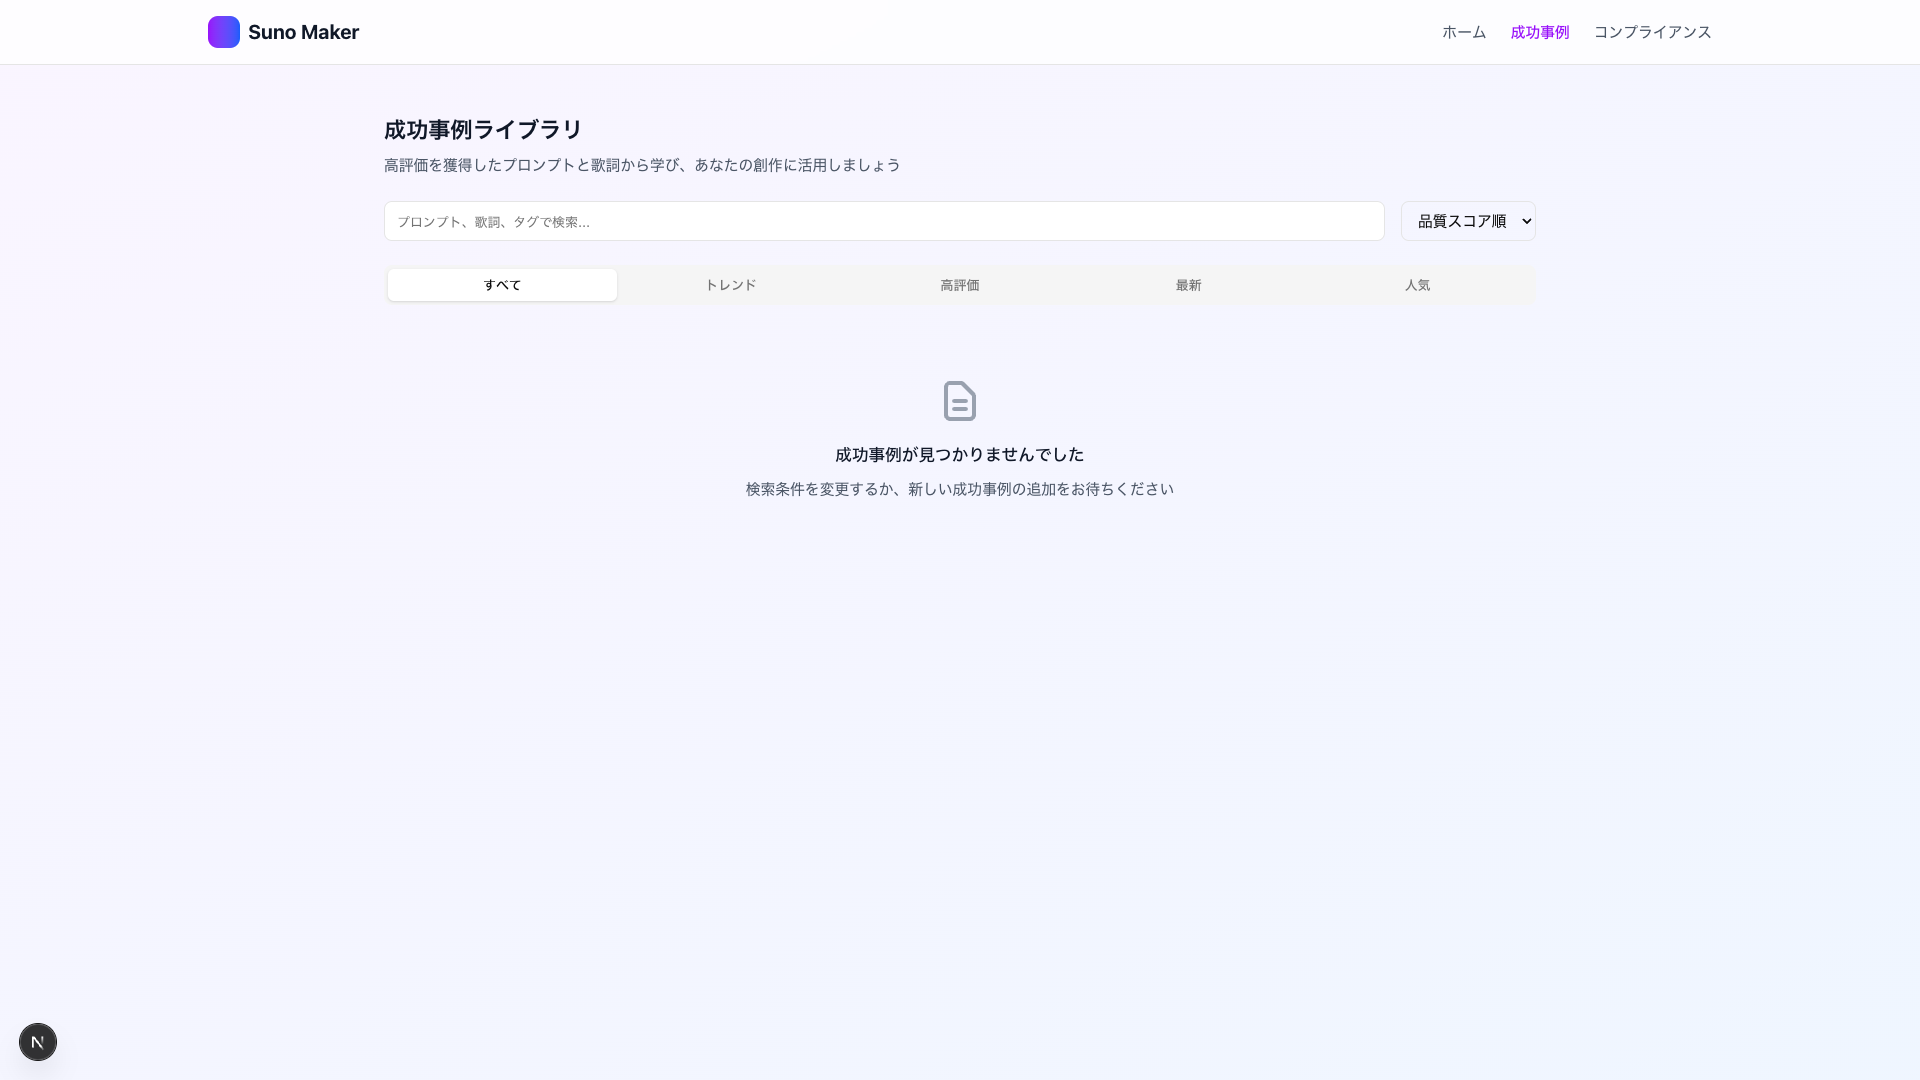 Suno Maker
ホーム
成功事例
コンプライアンス
成功事例ライブラリ
高評価を獲得したプロンプトと歌詞から学び、あなたの創作に活用しましょう
プロンプト、歌詞、タグで検索...
品質スコア順
すべて
トレンド
高評価
最新
人気
成功事例が見つかりませんでした
検索条件を変更するか、新しい成功事例の追加をお待ちください
N